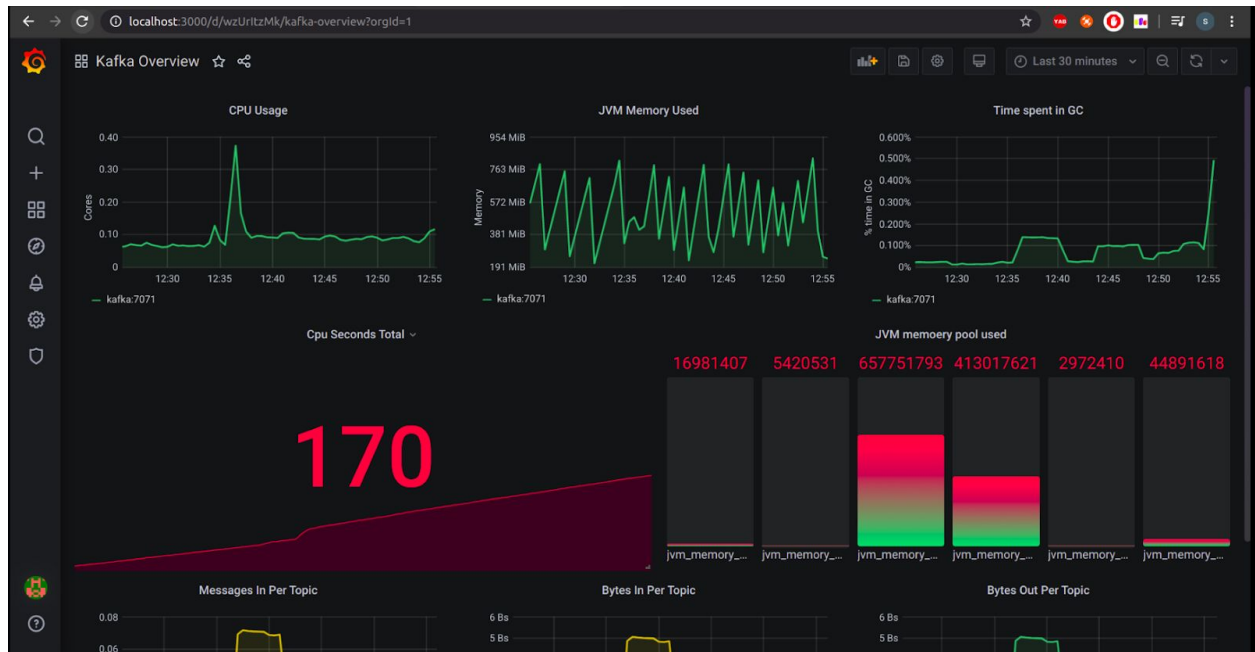 localhost:3000/d/wzUrItzMk/kafka-overview?orgId=1
YAD
s
Kafka Overview
Last 30 minutes
CPU Usage
0.40
0.30
0.20
0.10
0
Cores
12:30 12:35 12:40 12:45 12:50 12:55
kafka:7071
JVM Memory Used
954 MiB
763 MiB
572 MiB
381 MiB
191 MiB
Memory
12:30 12:35 12:40 12:45 12:50 12:55
kafka:7071
Time spent in GC
0.600%
0.500%
0.400%
0.300%
0.200%
0.100%
0%
% time in GC
12:30 12:35 12:40 12:45 12:50 12:55
kafka:7071
Cpu Seconds Total
170
JVM memoery pool used
16981407 5420531 657751793 413017621 2972410 44891618
jvm_memory_... jvm_memory_... jvm_memory_... jvm_memory_... jvm_memory_... jvm_memory_...
Messages In Per Topic
0.08
0.06
Bytes In Per Topic
6 Bs
5 Bs
Bytes Out Per Topic
6 Bs
5 Bs